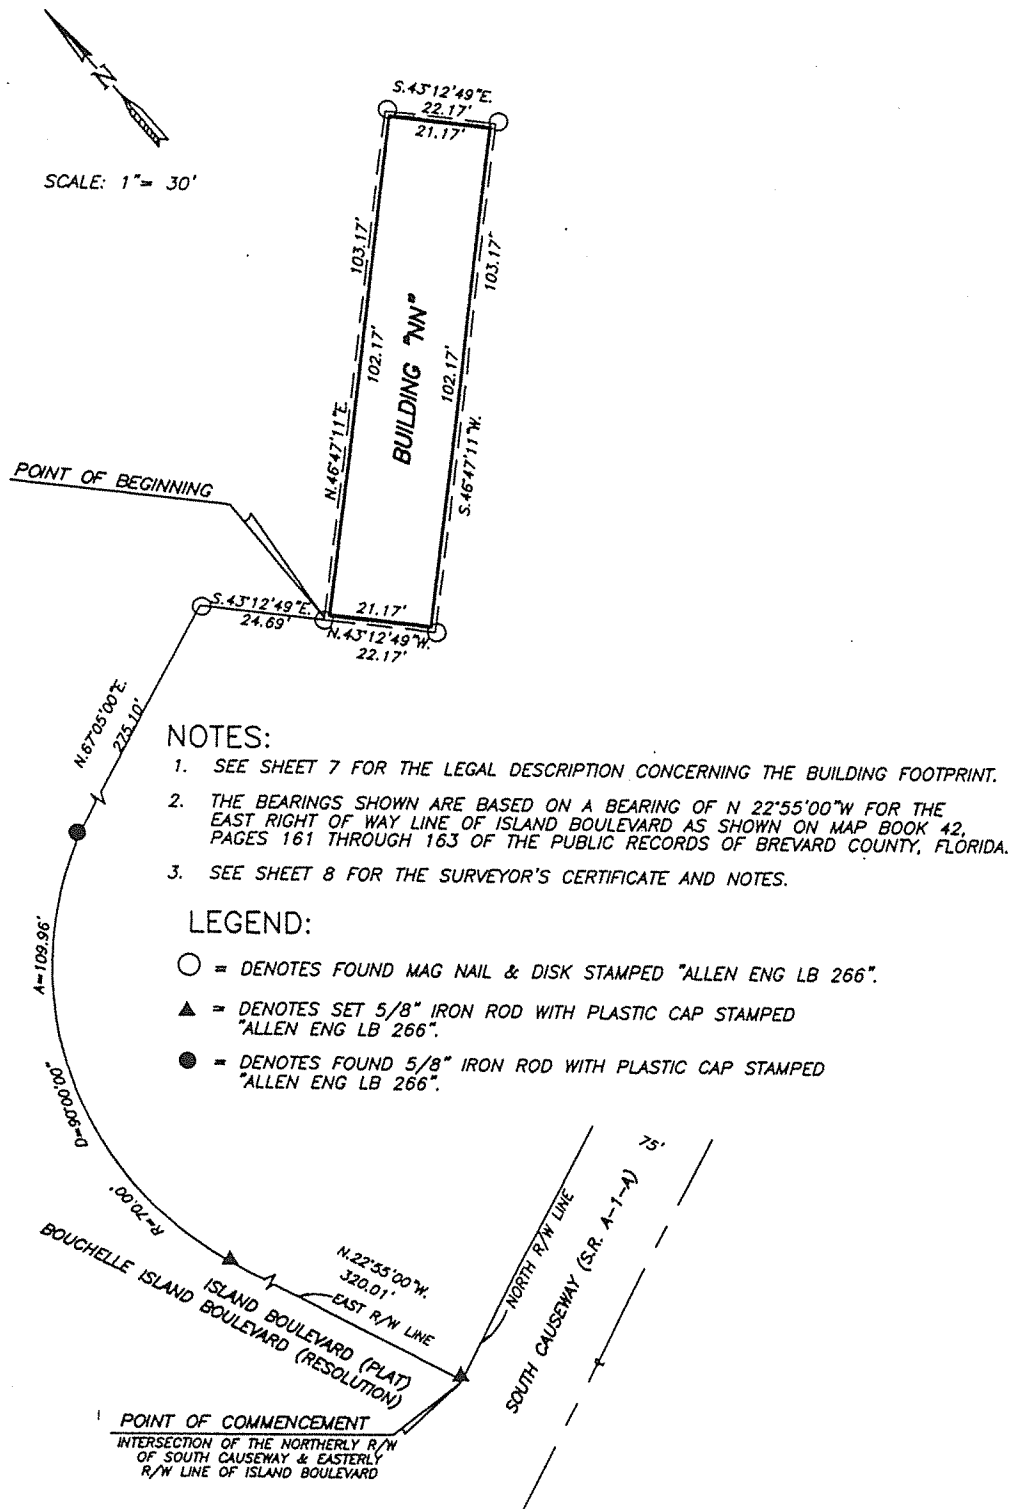 N
SCALE: 1"= 30'
S.43°12'49"E.
22.17'
21.17'
103.17'
103.17'
102.17'
BUILDING "NN"
102.17'
N.46°47'11"E.
S.46°47'11"W.
POINT OF BEGINNING
S.43°12'49"E.
24.69'
21.17'
N.43°12'49"W.
22.17'
N.67°05'00"E.
275.10'
NOTES:
1. SEE SHEET 7 FOR THE LEGAL DESCRIPTION CONCERNING THE BUILDING FOOTPRINT.
2. THE BEARINGS SHOWN ARE BASED ON A BEARING OF N 22°55'00"W FOR THE
EAST RIGHT OF WAY LINE OF ISLAND BOULEVARD AS SHOWN ON MAP BOOK 42,
PAGES 161 THROUGH 163 OF THE PUBLIC RECORDS OF BREVARD COUNTY, FLORIDA.
3. SEE SHEET 8 FOR THE SURVEYOR'S CERTIFICATE AND NOTES.
LEGEND:
= DENOTES FOUND MAG NAIL & DISK STAMPED "ALLEN ENG LB 266".
= DENOTES SET 5/8" IRON ROD WITH PLASTIC CAP STAMPED
"ALLEN ENG LB 266".
= DENOTES FOUND 5/8" IRON ROD WITH PLASTIC CAP STAMPED
"ALLEN ENG LB 266".
A=109.96'
D=90°00'00"
R=70.00'
75'
SOUTH CAUSEWAY (S.R. A-1-A)
NORTH R/W LINE
N.22°55'00"W.
320.01'
EAST R/W LINE
ISLAND BOULEVARD (PLAT)
BOUCHELLE ISLAND BOULEVARD (RESOLUTION)
POINT OF COMMENCEMENT
INTERSECTION OF THE NORTHERLY R/W
OF SOUTH CAUSEWAY & EASTERLY
R/W LINE OF ISLAND BOULEVARD